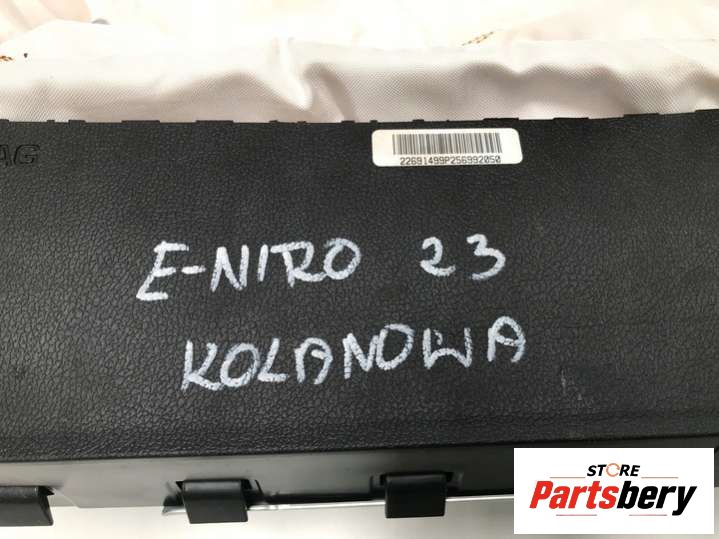 AG
22691499P256992050
E-NIRO 23
KOLANOWA
STORE
Partsbery